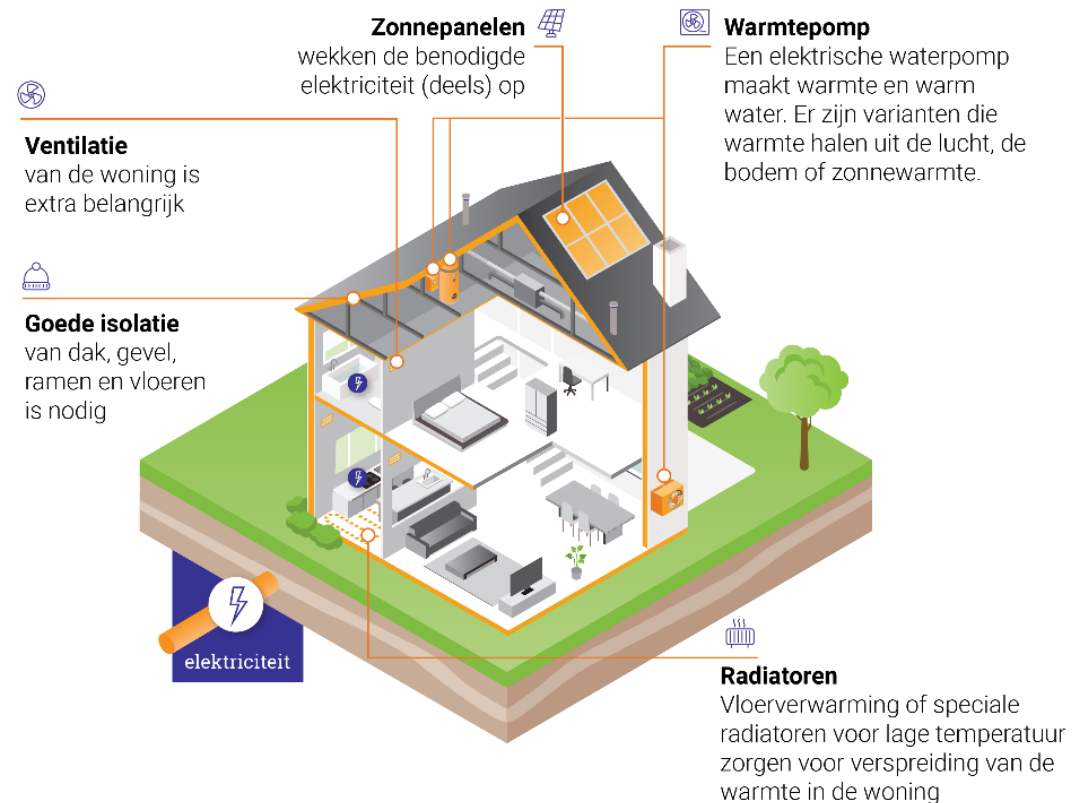 Zonnepanelen
wekken de benodigde
elektriciteit (deels) op
Warmtepomp
Een elektrische waterpomp
maakt warmte en warm
water. Er zijn varianten die
warmte halen uit de lucht, de
bodem of zonnewarmte.
Ventilatie
van de woning is
extra belangrijk
Goede isolatie
van dak, gevel,
ramen en vloeren
is nodig
elektriciteit
Radiatoren
Vloerverwarming of speciale
radiatoren voor lage temperatuur
zorgen voor verspreiding van de
warmte in de woning